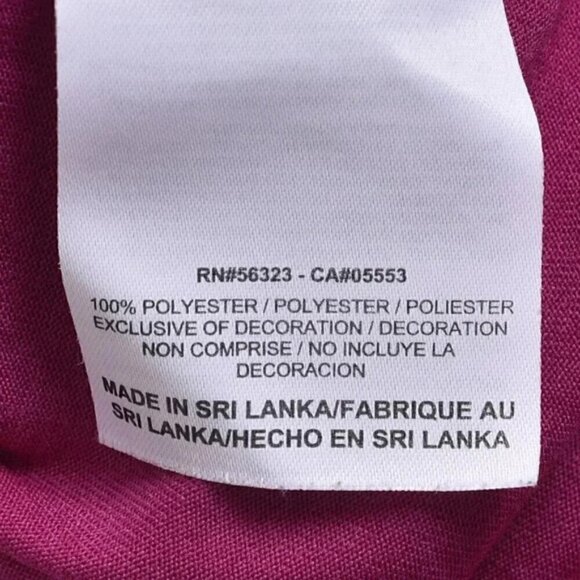 RN#56323 - CA#05553
100% POLYESTER / POLYESTER / POLIESTER
EXCLUSIVE OF DECORATION / DECORATION
NON COMPRISE / NO INCLUYE LA
DECORACION
MADE IN SRI LANKA/FABRIQUE AU
SRI LANKA/HECHO EN SRI LANKA